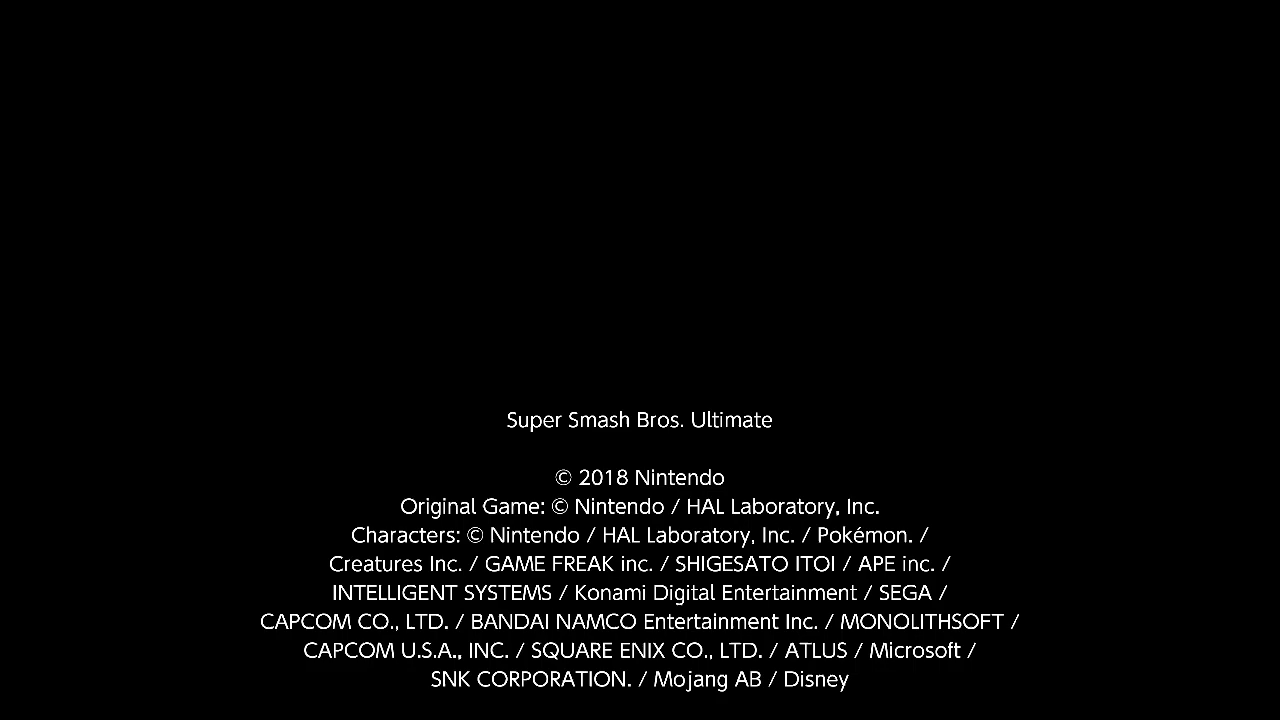 Super Smash Bros. Ultimate
© 2018 Nintendo
Original Game: © Nintendo / HAL Laboratory, Inc.
Characters: © Nintendo / HAL Laboratory, Inc. / Pokémon. /
Creatures Inc. / GAME FREAK inc. / SHIGESATO ITOI / APE inc. /
INTELLIGENT SYSTEMS / Konami Digital Entertainment / SEGA /
CAPCOM CO., LTD. / BANDAI NAMCO Entertainment Inc. / MONOLITHSOFT /
CAPCOM U.S.A., INC. / SQUARE ENIX CO., LTD. / ATLUS / Microsoft /
SNK CORPORATION. / Mojang AB / Disney